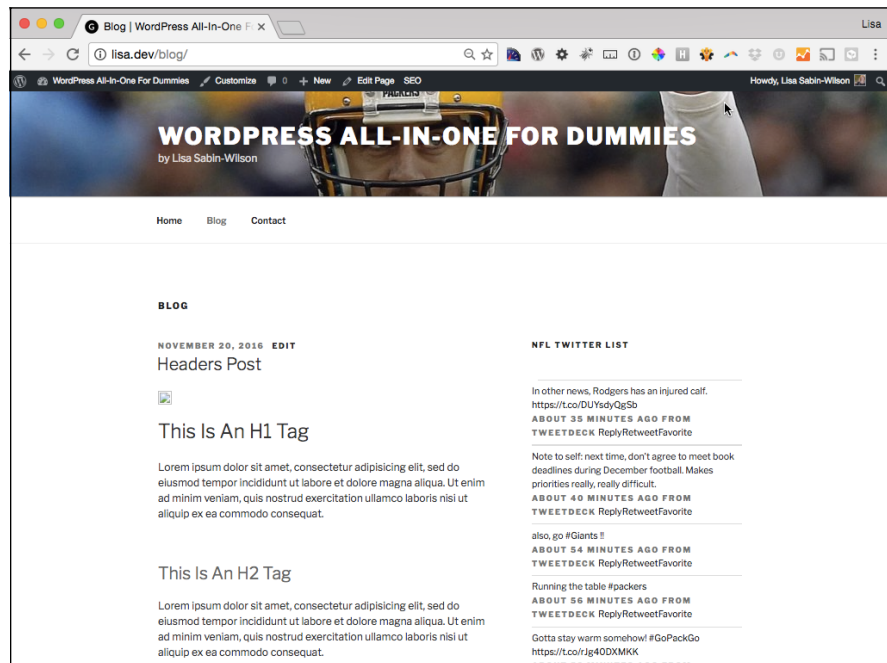 Blog | WordPress All-In-One F
Lisa
lisa.dev/blog/
WordPress All-In-One For Dummies Customize 0 New Edit Page SEO Howdy, Lisa Sabin-Wilson
PACKERS
WORDPRESS ALL-IN-ONE FOR DUMMIES
by Lisa Sabin-Wilson
Home Blog Contact
BLOG
NOVEMBER 20, 2016 EDIT
Headers Post
This Is An H1 Tag
Lorem ipsum dolor sit amet, consectetur adipisicing elit, sed do
eiusmod tempor incididunt ut labore et dolore magna aliqua. Ut enim
ad minim veniam, quis nostrud exercitation ullamco laboris nisi ut
aliquip ex ea commodo consequat.
This Is An H2 Tag
Lorem ipsum dolor sit amet, consectetur adipisicing elit, sed do
eiusmod tempor incididunt ut labore et dolore magna aliqua. Ut enim
ad minim veniam, quis nostrud exercitation ullamco laboris nisi ut
aliquip ex ea commodo consequat.
NFL TWITTER LIST
In other news, Rodgers has an injured calf.
https://t.co/DUYsdyQgSb
ABOUT 35 MINUTES AGO FROM
TWEETDECK ReplyRetweetFavorite
Note to self: next time, don't agree to meet book
deadlines during December football. Makes
priorities really, really difficult.
ABOUT 40 MINUTES AGO FROM
TWEETDECK ReplyRetweetFavorite
also, go #Giants !!
ABOUT 54 MINUTES AGO FROM
TWEETDECK ReplyRetweetFavorite
Running the table #packers
ABOUT 56 MINUTES AGO FROM
TWEETDECK ReplyRetweetFavorite
Gotta stay warm somehow! #GoPackGo
https://t.co/rJg40DXMKK